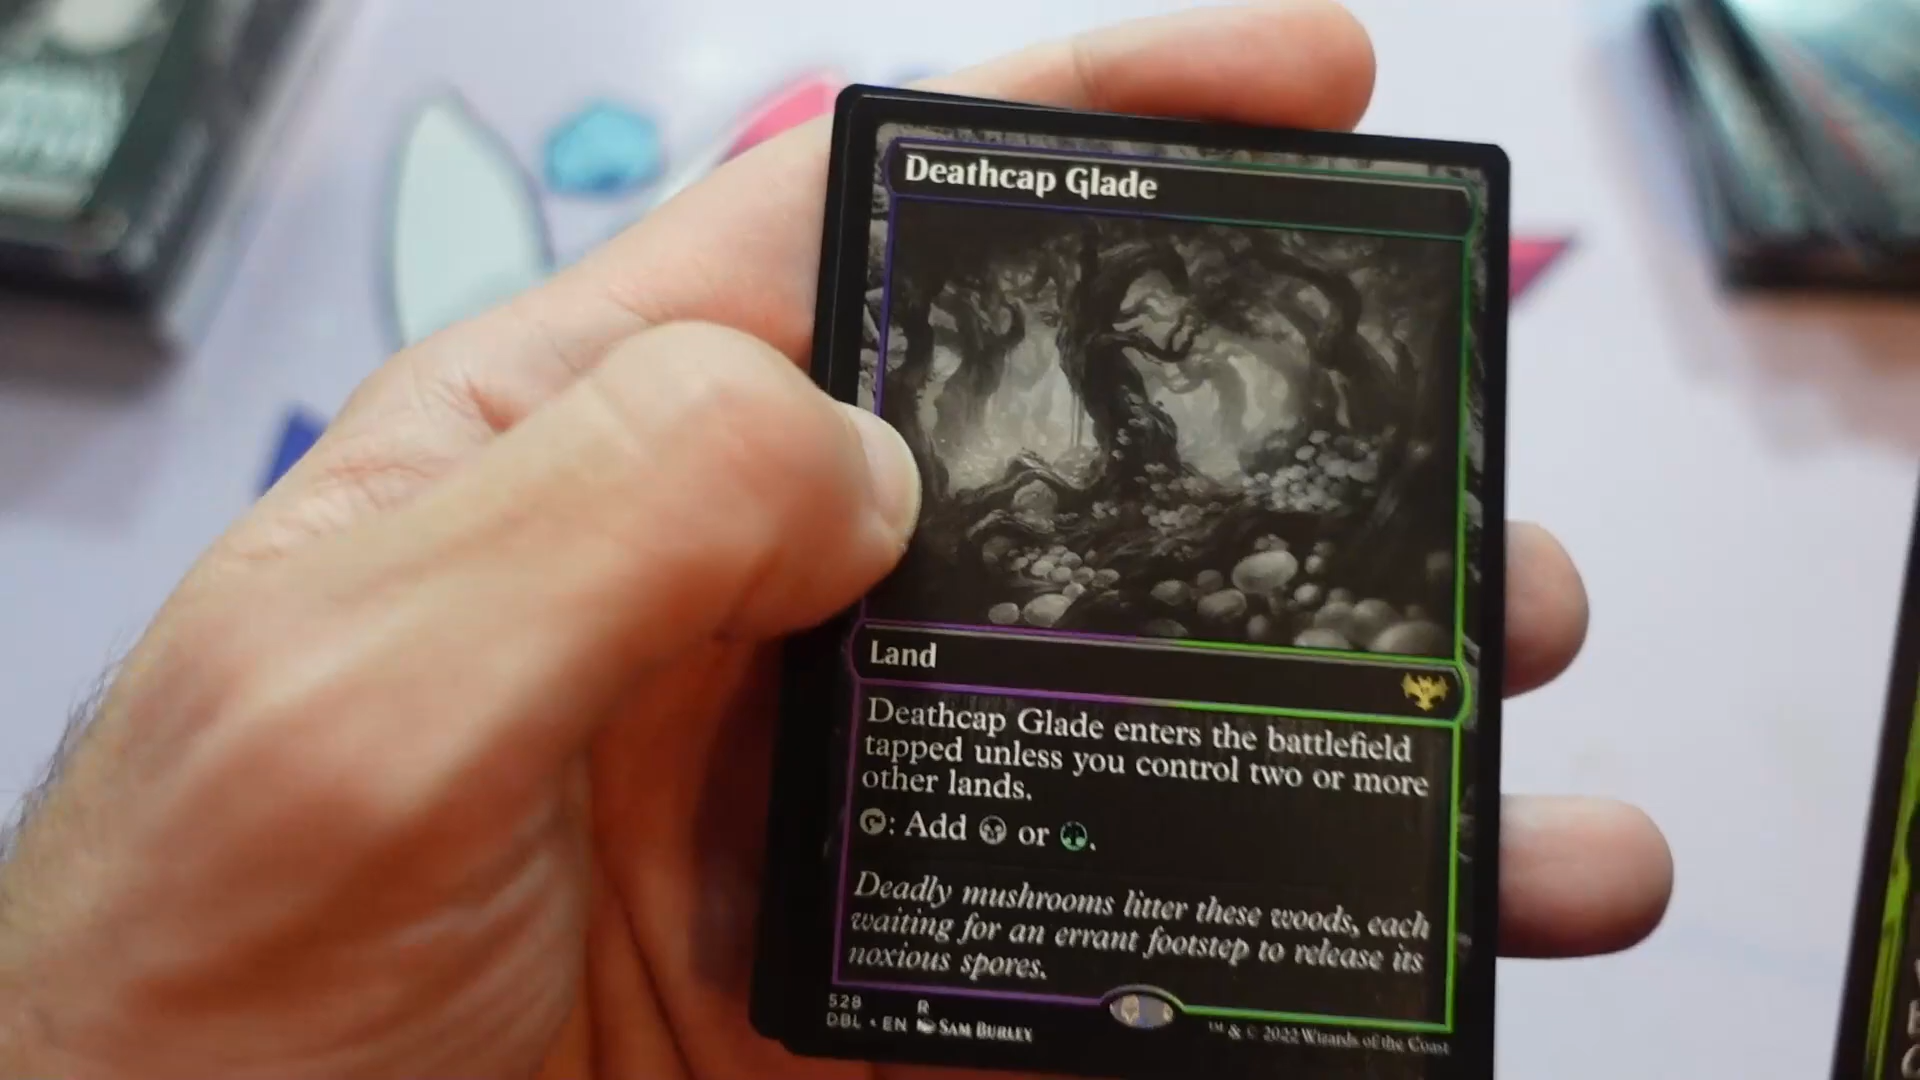 Deathcap Glade
Land
Deathcap Glade enters the battlefield
tapped unless you control two or more
other lands.
: Add or .
Deadly mushrooms litter these woods, each
waiting for an errant footstep to release its
noxious spores.
528 R
DBL • EN SAM BURLEY
™ & © 2022 Wizards of the Coast